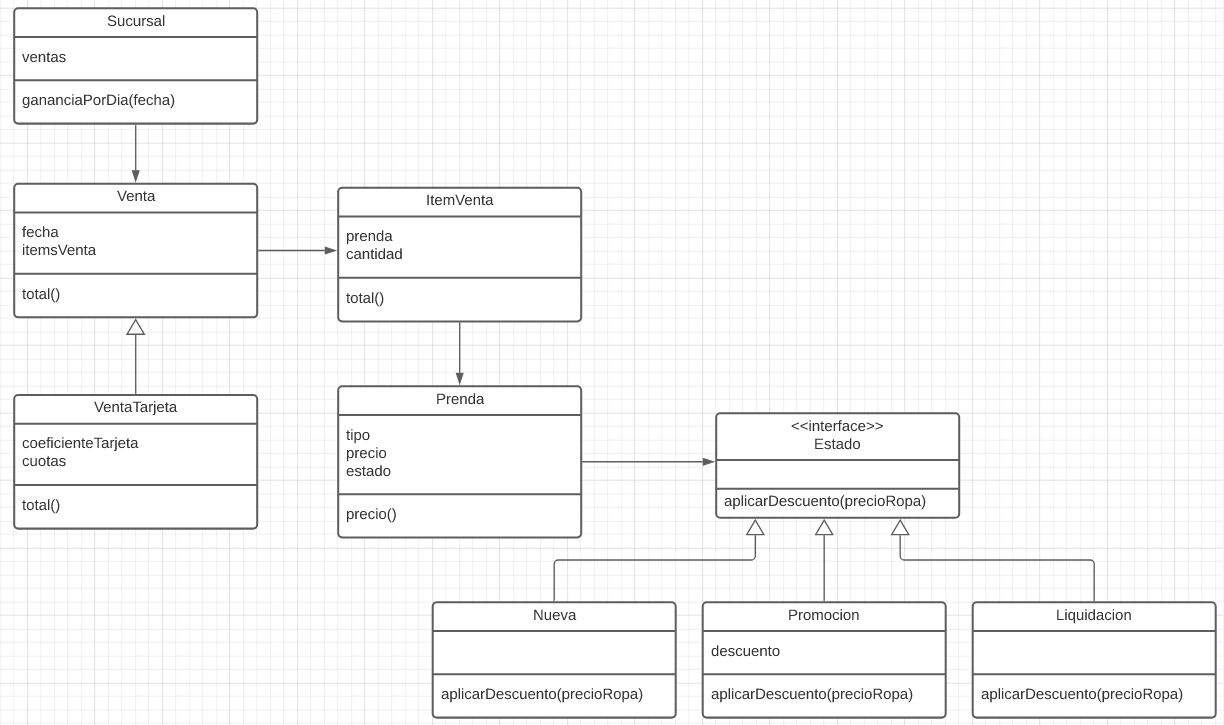 Sucursal
ventas
gananciaPorDia(fecha)
Venta
fecha
itemsVenta
total()
ItemVenta
prenda
cantidad
total()
VentaTarjeta
coeficienteTarjeta
cuotas
total()
Prenda
tipo
precio
estado
precio()
<<interface>>
Estado
aplicarDescuento(precioRopa)
Nueva
aplicarDescuento(precioRopa)
Promocion
descuento
aplicarDescuento(precioRopa)
Liquidacion
aplicarDescuento(precioRopa)